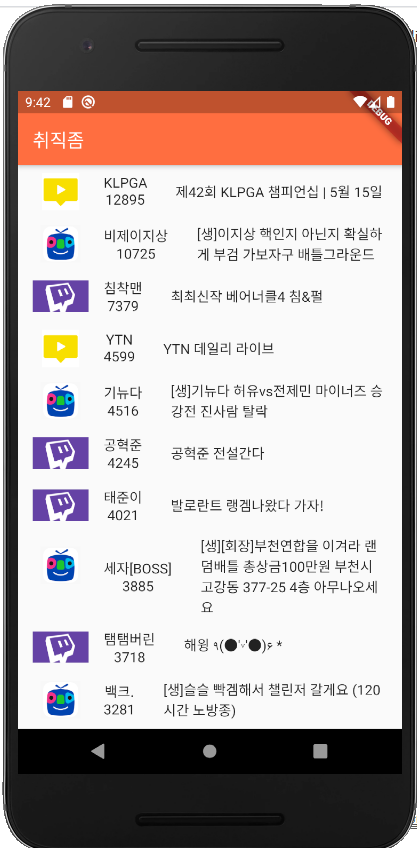 9:42
DEBUG
취직좀
KLPGA
12895
제42회 KLPGA 챔피언십 | 5월 15일
비제이지상
10725
[생]이지상 핵인지 아닌지 확실하
게 부검 가보자구 배틀그라운드
침착맨
7379
최최신작 베어너클4 침&펄
YTN
4599
YTN 데일리 라이브
기뉴다
4516
[생]기뉴다 허유vs전제민 마이너즈 승
강전 진사람 탈락
공혁준
4245
공혁준 전설간다
태준이
4021
발로란트 랭겜나왔다 가자!
세자[BOSS]
3885
[생][회장]부천연합을 이겨라 랜
덤배틀 총상금100만원 부천시
고강동 377-25 4층 아무나오세
요
탬탬버린
3718
해윙 ٩(●'▿'●)۶ *
백크.
3281
[생]슬슬 빡겜해서 챌린저 갈게요 (120
시간 노방종)